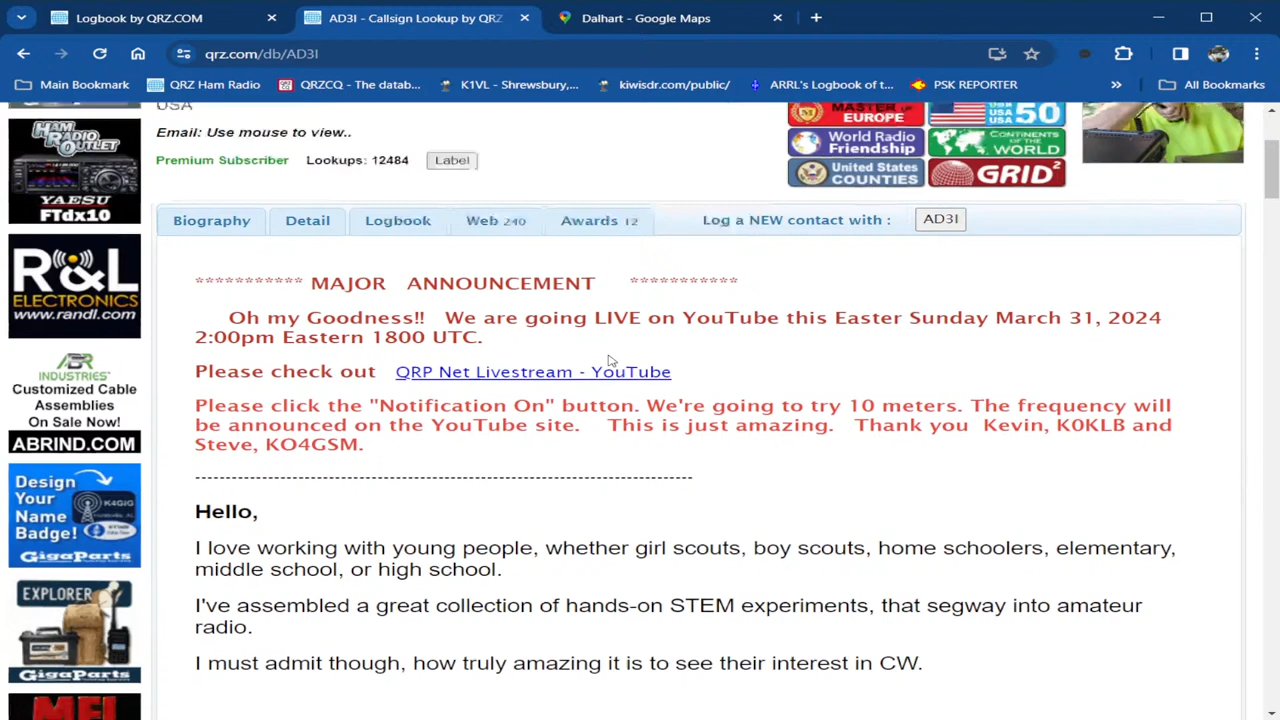 Logbook by QRZ.COM
AD3I - Callsign Lookup by QRZ
Dalhart - Google Maps
qrz.com/db/AD3I
Main Bookmark
QRZ Ham Radio
QRZCQ - The datab...
K1VL - Shrewsbury,...
kiwisdr.com/public/
ARRL's Logbook of t...
PSK REPORTER
»
All Bookmarks
USA
Email: Use mouse to view..
Premium Subscriber Lookups: 12484 Label
MASTER OF
EUROPE
USA 50
World Radio
Friendship
CONTINENTS
OF THE
WORLD
United States
COUNTIES
GRID²
HAM RADIO
OUTLET
YAESU
FTdx10
R&L
ELECTRONICS
www.randl.com
ABR
INDUSTRIES
Customized Cable
Assemblies
On Sale Now!
ABRIND.COM
Design
Your
Name
Badge!
K4GIG
GigaParts
EXPLORER
GigaParts
MFJ
Biography Detail Logbook Web 240 Awards 12 Log a NEW contact with : AD3I
*********** MAJOR ANNOUNCEMENT ***********
Oh my Goodness!! We are going LIVE on YouTube this Easter Sunday March 31, 2024
2:00pm Eastern 1800 UTC.
Please check out QRP Net Livestream - YouTube
Please click the "Notification On" button. We're going to try 10 meters. The frequency will
be announced on the YouTube site. This is just amazing. Thank you Kevin, K0KLB and
Steve, KO4GSM.
--------------------------------------------------------------------------------
Hello,
I love working with young people, whether girl scouts, boy scouts, home schoolers, elementary,
middle school, or high school.
I've assembled a great collection of hands-on STEM experiments, that segway into amateur
radio.
I must admit though, how truly amazing it is to see their interest in CW.